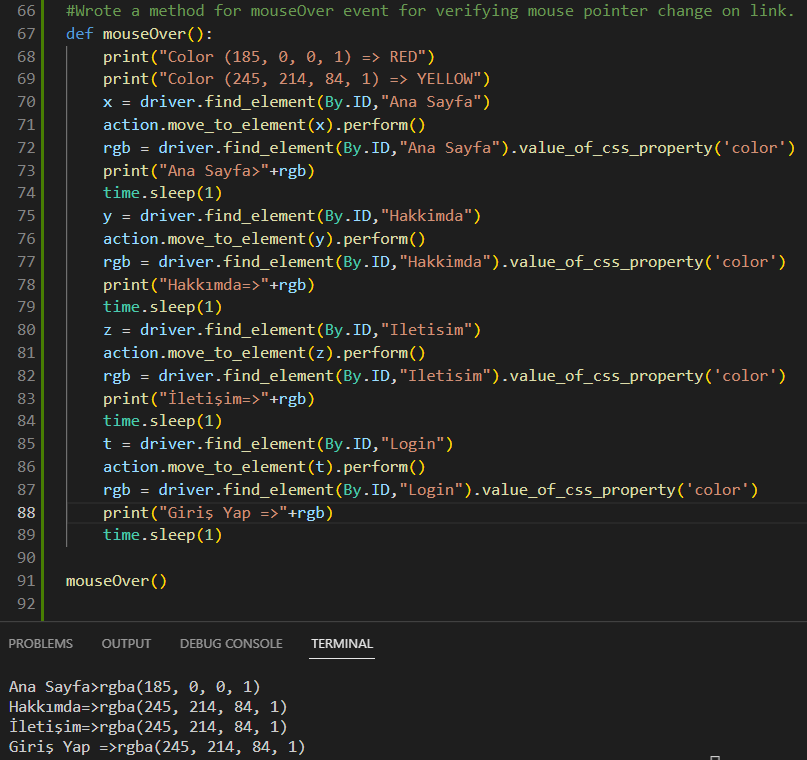 66 #Wrote a method for mouseOver event for verifying mouse pointer change on link.
67 def mouseOver():
68     print("Color (185, 0, 0, 1) => RED")
69     print("Color (245, 214, 84, 1) => YELLOW")
70     x = driver.find_element(By.ID,"Ana Sayfa")
71     action.move_to_element(x).perform()
72     rgb = driver.find_element(By.ID,"Ana Sayfa").value_of_css_property('color')
73     print("Ana Sayfa>"+rgb)
74     time.sleep(1)
75     y = driver.find_element(By.ID,"Hakkimda")
76     action.move_to_element(y).perform()
77     rgb = driver.find_element(By.ID,"Hakkimda").value_of_css_property('color')
78     print("Hakkımda=>"+rgb)
79     time.sleep(1)
80     z = driver.find_element(By.ID,"Iletisim")
81     action.move_to_element(z).perform()
82     rgb = driver.find_element(By.ID,"Iletisim").value_of_css_property('color')
83     print("İletişim=>"+rgb)
84     time.sleep(1)
85     t = driver.find_element(By.ID,"Login")
86     action.move_to_element(t).perform()
87     rgb = driver.find_element(By.ID,"Login").value_of_css_property('color')
88     print("Giriş Yap =>"+rgb)
89     time.sleep(1)
90
91 mouseOver()
92
PROBLEMS OUTPUT DEBUG CONSOLE TERMINAL
Ana Sayfa>rgba(185, 0, 0, 1)
Hakkımda=>rgba(245, 214, 84, 1)
İletişim=>rgba(245, 214, 84, 1)
Giriş Yap =>rgba(245, 214, 84, 1)